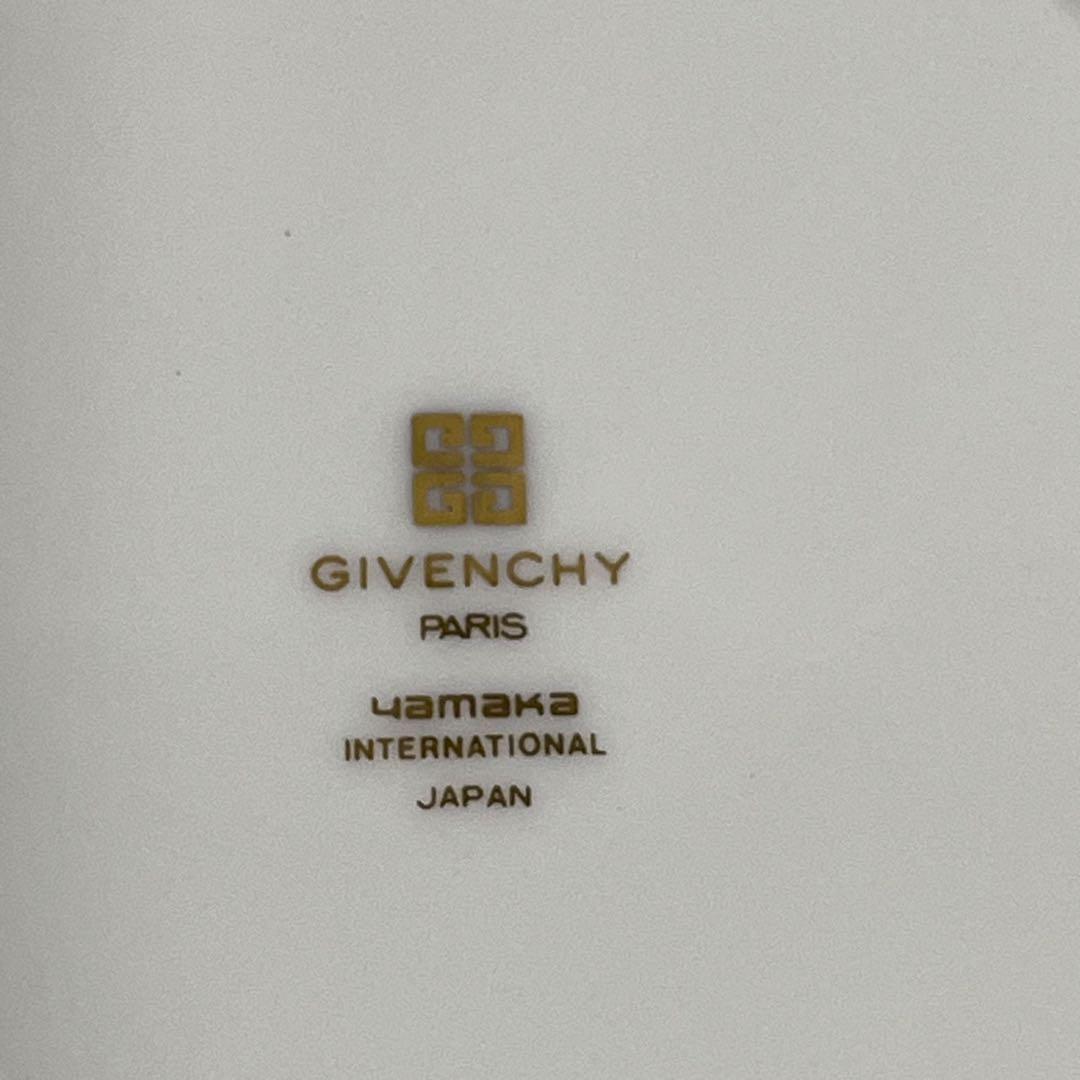 GIVENCHY
PARIS
yamaka
INTERNATIONAL
JAPAN